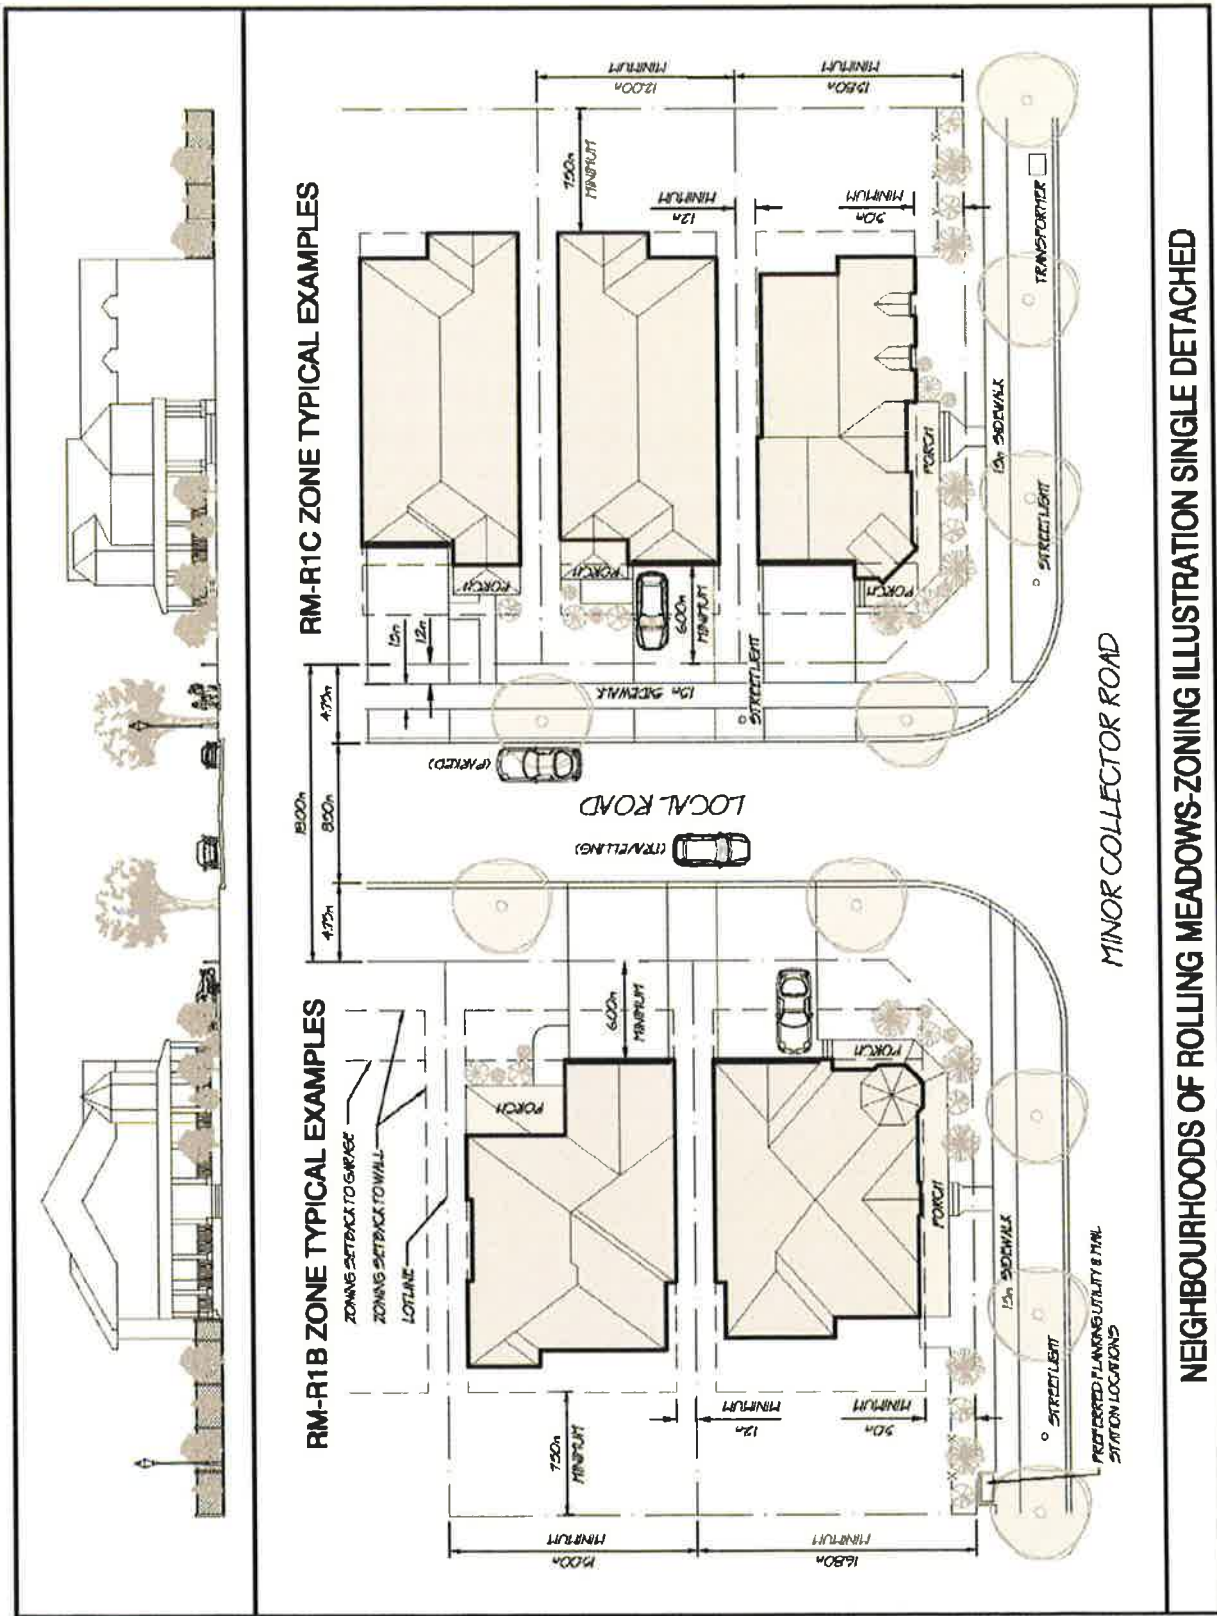 RM-R1B ZONE TYPICAL EXAMPLES
ZONING SETBACK TO GARAGE
ZONING SETBACK TO WALL
LOTLINE
RM-R1C ZONE TYPICAL EXAMPLES
18.00m
4.75m
8.50m
4.75m
1.5m
1.2m
15.00m
MINIMUM
16.80m
MINIMUM
7.50m
MINIMUM
1.2m
MINIMUM
3.0m
MINIMUM
6.00m
MINIMUM
PORCH
PORCH
PORCH
(TRAVELLING)
(PARKED)
LOCAL ROAD
1.5m SIDEWALK
STREETLIGHT
6.00m
MINIMUM
PORCH
PORCH
PORCH
PORCH
7.50m
MINIMUM
1.2m
MINIMUM
3.0m
MINIMUM
12.00m
MINIMUM
13.80m
MINIMUM
1.5m SIDEWALK
STREETLIGHT
PREFERRED FLANKING UTILITY & MAIL
STATION LOCATIONS
MINOR COLLECTOR ROAD
1.5m SIDEWALK
STREETLIGHT
TRANSFORMER
NEIGHBOURHOODS OF ROLLING MEADOWS-ZONING ILLUSTRATION SINGLE DETACHED